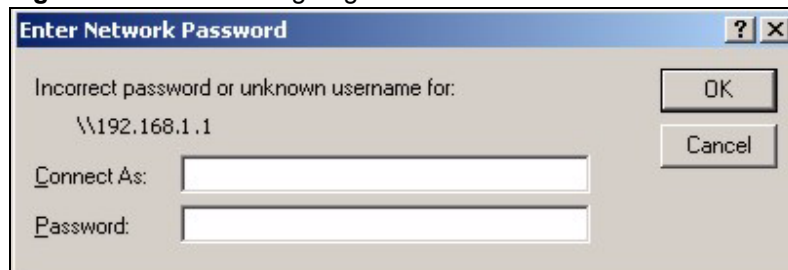 Enter Network Password
Incorrect password or unknown username for:
\\192.168.1.1
Connect As:
Password:
OK
Cancel